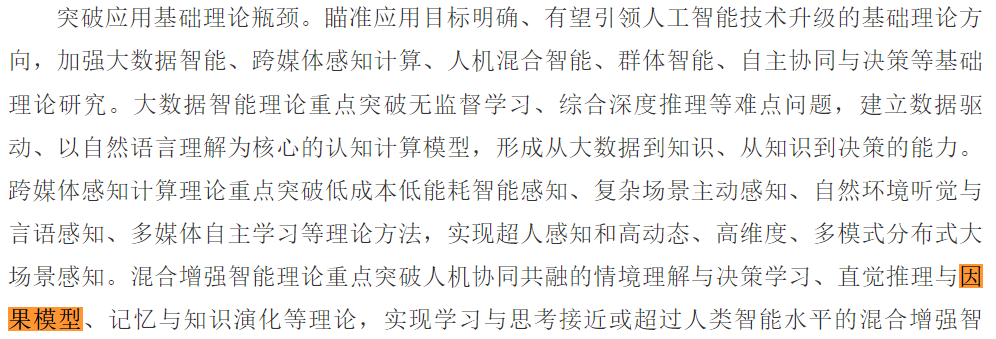 突破应用基础理论瓶颈。瞄准应用目标明确、有望引领人工智能技术升级的基础理论方
向，加强大数据智能、跨媒体感知计算、人机混合智能、群体智能、自主协同与决策等基础
理论研究。大数据智能理论重点突破无监督学习、综合深度推理等难点问题，建立数据驱
动、以自然语言理解为核心的认知计算模型，形成从大数据到知识、从知识到决策的能力。
跨媒体感知计算理论重点突破低成本低能耗智能感知、复杂场景主动感知、自然环境听觉与
言语感知、多媒体自主学习等理论方法，实现超人感知和高动态、高维度、多模式分布式大
场景感知。混合增强智能理论重点突破人机协同共融的情境理解与决策学习、直觉推理与因
果模型、记忆与知识演化等理论，实现学习与思考接近或超过人类智能水平的混合增强智